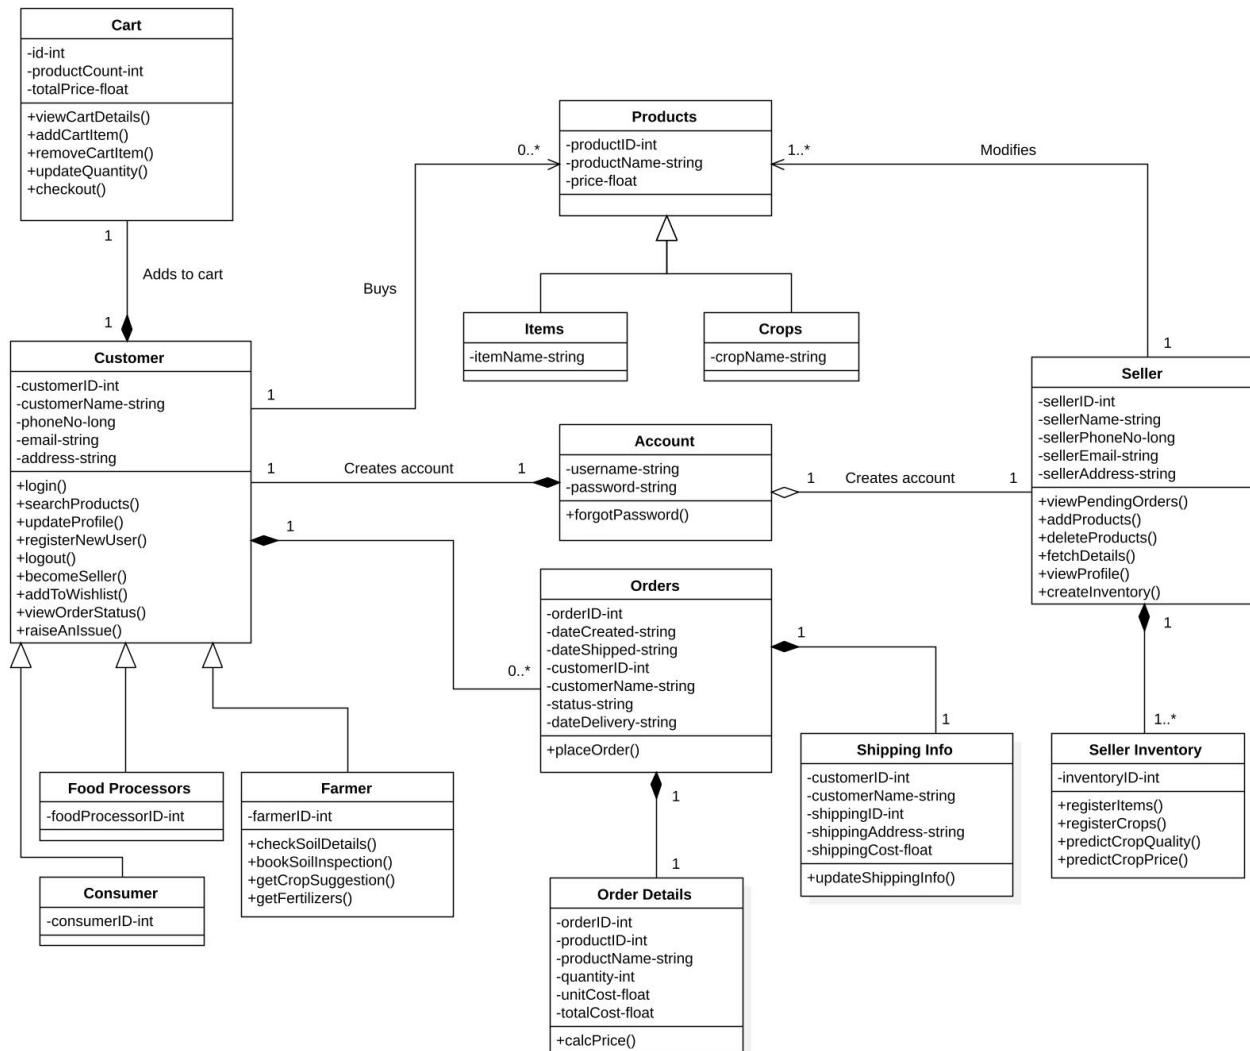 Cart
-id-int
-productCount-int
-totalPrice-float
+viewCartDetails()
+addCartItem()
+removeCartItem()
+updateQuantity()
+checkout()
1
Adds to cart
1
Products
-productID-int
-productName-string
-price-float
0..*
1..*
Modifies
Buys
Items
-itemName-string
Crops
-cropName-string
Customer
-customerID-int
-customerName-string
-phoneNo-long
-email-string
-address-string
+login()
+searchProducts()
+updateProfile()
+registerNewUser()
+logout()
+becomeSeller()
+addToWishlist()
+viewOrderStatus()
+raiseAnIssue()
1
1
Creates account
1
1
Account
-username-string
-password-string
+forgotPassword()
1
Creates account
1
1
Seller
-sellerID-int
-sellerName-string
-sellerPhoneNo-long
-sellerEmail-string
-sellerAddress-string
+viewPendingOrders()
+addProducts()
+deleteProducts()
+fetchDetails()
+viewProfile()
+createInventory()
1
1..*
Orders
-orderID-int
-dateCreated-string
-dateShipped-string
-customerID-int
-customerName-string
-status-string
-dateDelivery-string
+placeOrder()
0..*
1
1
1
1
Food Processors
-foodProcessorID-int
Farmer
-farmerID-int
+checkSoilDetails()
+bookSoilInspection()
+getCropSuggestion()
+getFertilizers()
Consumer
-consumerID-int
Order Details
-orderID-int
-productID-int
-productName-string
-quantity-int
-unitCost-float
-totalCost-float
+calcPrice()
Shipping Info
-customerID-int
-customerName-string
-shippingID-int
-shippingAddress-string
-shippingCost-float
+updateShippingInfo()
Seller Inventory
-inventoryID-int
+registerItems()
+registerCrops()
+predictCropQuality()
+predictCropPrice()